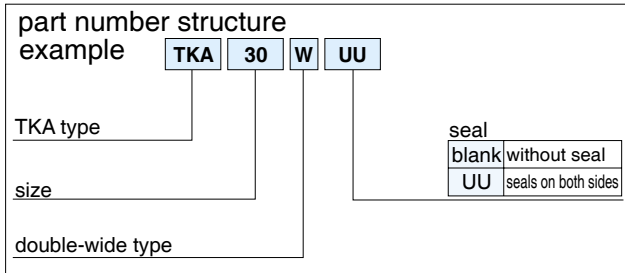 part number structure
example TKA 30 W UU
TKA type
size
double-wide type
seal
blank without seal
UU seals on both sides